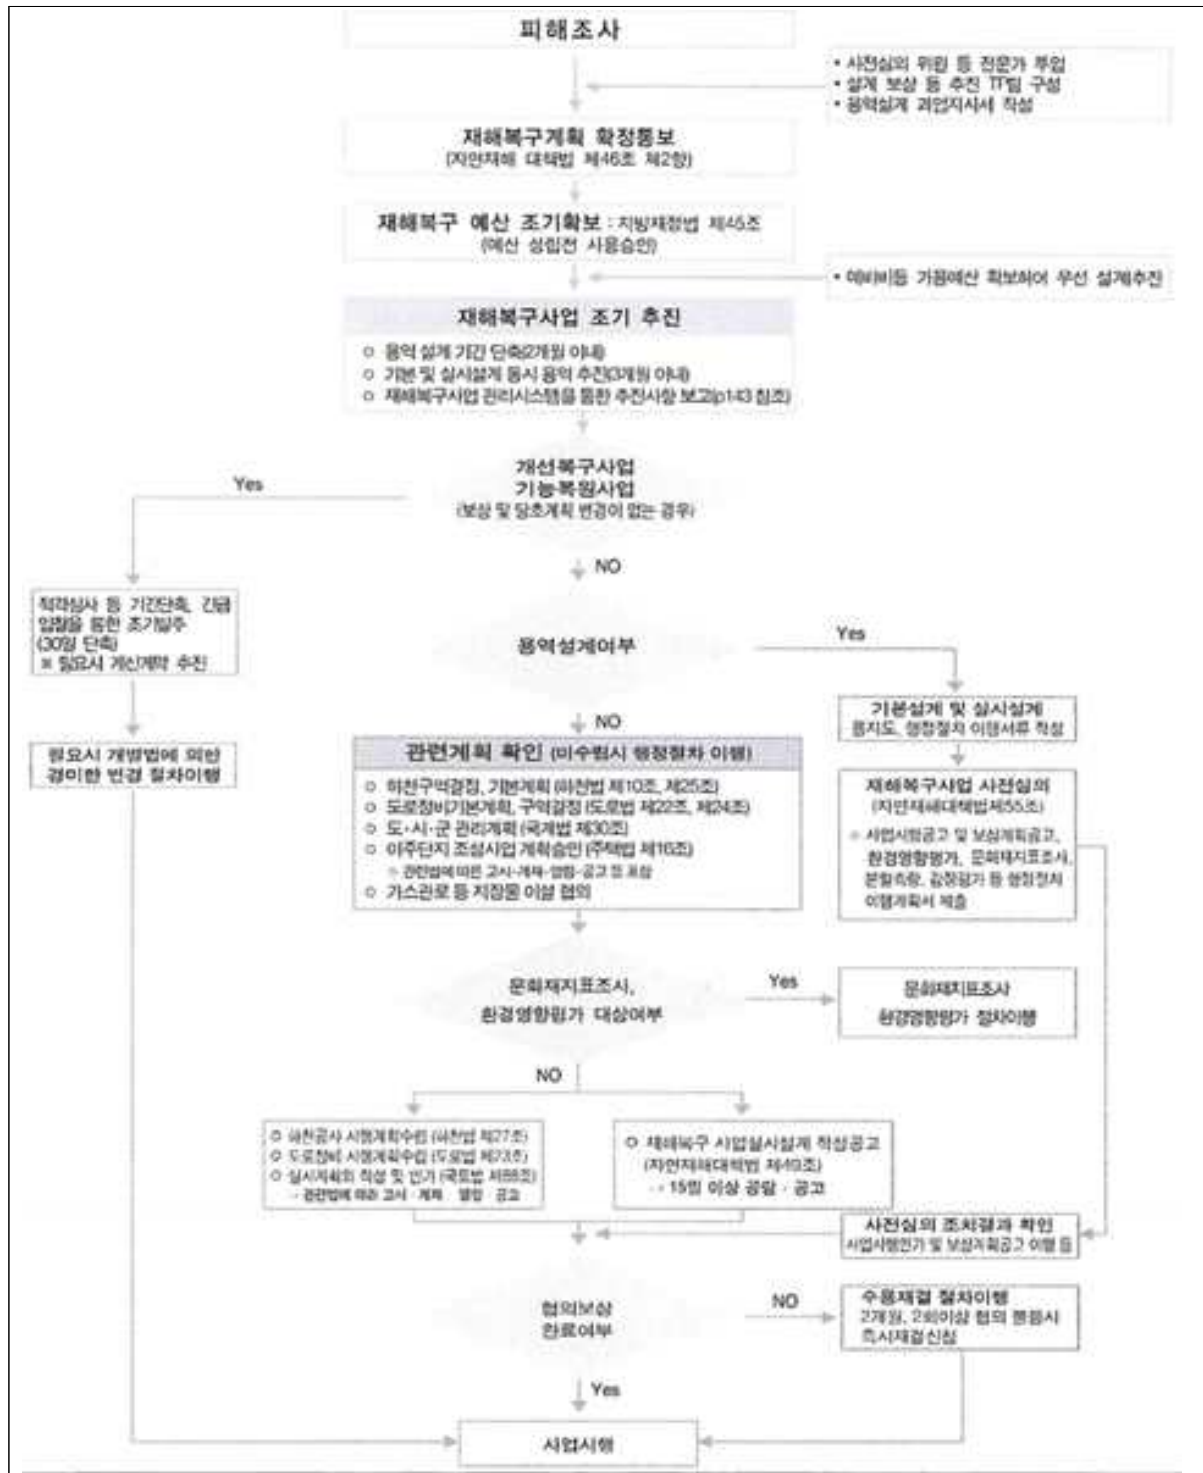 피해조사
• 사전심의 위원 등 전문가 투입
• 설계 보상 등 추진 TF팀 구성
• 용역설계 과업지시서 작성
재해복구계획 확정통보
(자연재해 대책법 제46조 제2항)
재해복구 예산 조기확보 : 지방재정법 제45조
(예산 성립전 사용승인)
• 예비비등 가용예산 확보하여 우선 설계추진
재해복구사업 조기 추진
○ 용역 설계 기간 단축(2개월 이내)
○ 기본 및 실시설계 동시 용역 추진(3개월 이내)
○ 재해복구사업 관리시스템을 통한 추진사항 보고(p143 참조)
개선복구사업
기능복원사업
(보상 및 당초계획 변경이 없는 경우)
Yes
NO
적격심사 등 기간단축, 긴급
입찰을 통한 조기발주
(30일 단축)
※ 필요시 계약 추진
용역설계여부
Yes
NO
기본설계 및 실시설계
용지도, 행정절차 이행서류 작성
필요시 개별법에 의한
경미한 변경 절차이행
관련계획 확인 (미수립시 행정절차 이행)
○ 하천구역결정, 기본계획 (하천법 제10조, 제25조)
○ 도로정비기본계획, 구역결정 (도로법 제22조, 제24조)
○ 도·시·군 관리계획 (국계법 제30조)
○ 이주단지 조성사업 계획승인 (주택법 제16조)
○ 관련법에 따른 고시·게재·열람·공고 등 포함
○ 가스관로 등 지장물 이설 협의
재해복구사업 사전심의
(자연재해대책법제55조)
○ 사업시행공고 및 보상계획공고,
환경영향평가, 문화재지표조사,
분할측량, 감정평가 등 행정절차
이행계획서 제출
문화재지표조사,
환경영향평가 대상여부
Yes
NO
문화재지표조사
환경영향평가 절차이행
○ 하천공사 시행계획수립 (하천법 제27조)
○ 도로정비 시행계획수립 (도로법 제23조)
○ 실시계획의 작성 및 인가 (국토법 제88조)
- 관련법에 따라 고시·게재 열람·공고
○ 재해복구 사업실시설계 작성공고
(자연재해대책법 제49조)
→ 15일 이상 공람·공고
사전심의 조치결과 확인
사업시행인가 및 보상계획공고 이행 등
협의보상
완료여부
NO
Yes
수용재결 절차이행
2개월, 2회이상 협의 불응시
즉시재결신청
사업시행